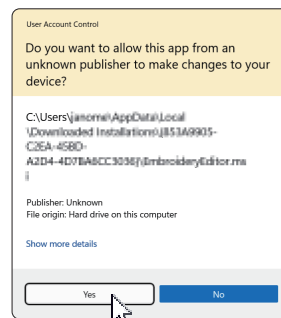 User Account Control
Do you want to allow this app from an
unknown publisher to make changes to your
device?
C:\Users\janome\AppData\Local
\Downloaded Installations\
EmbroideryEditor.ms
i
Publisher: Unknown
File origin: Hard drive on this computer
Show more details
Yes
No